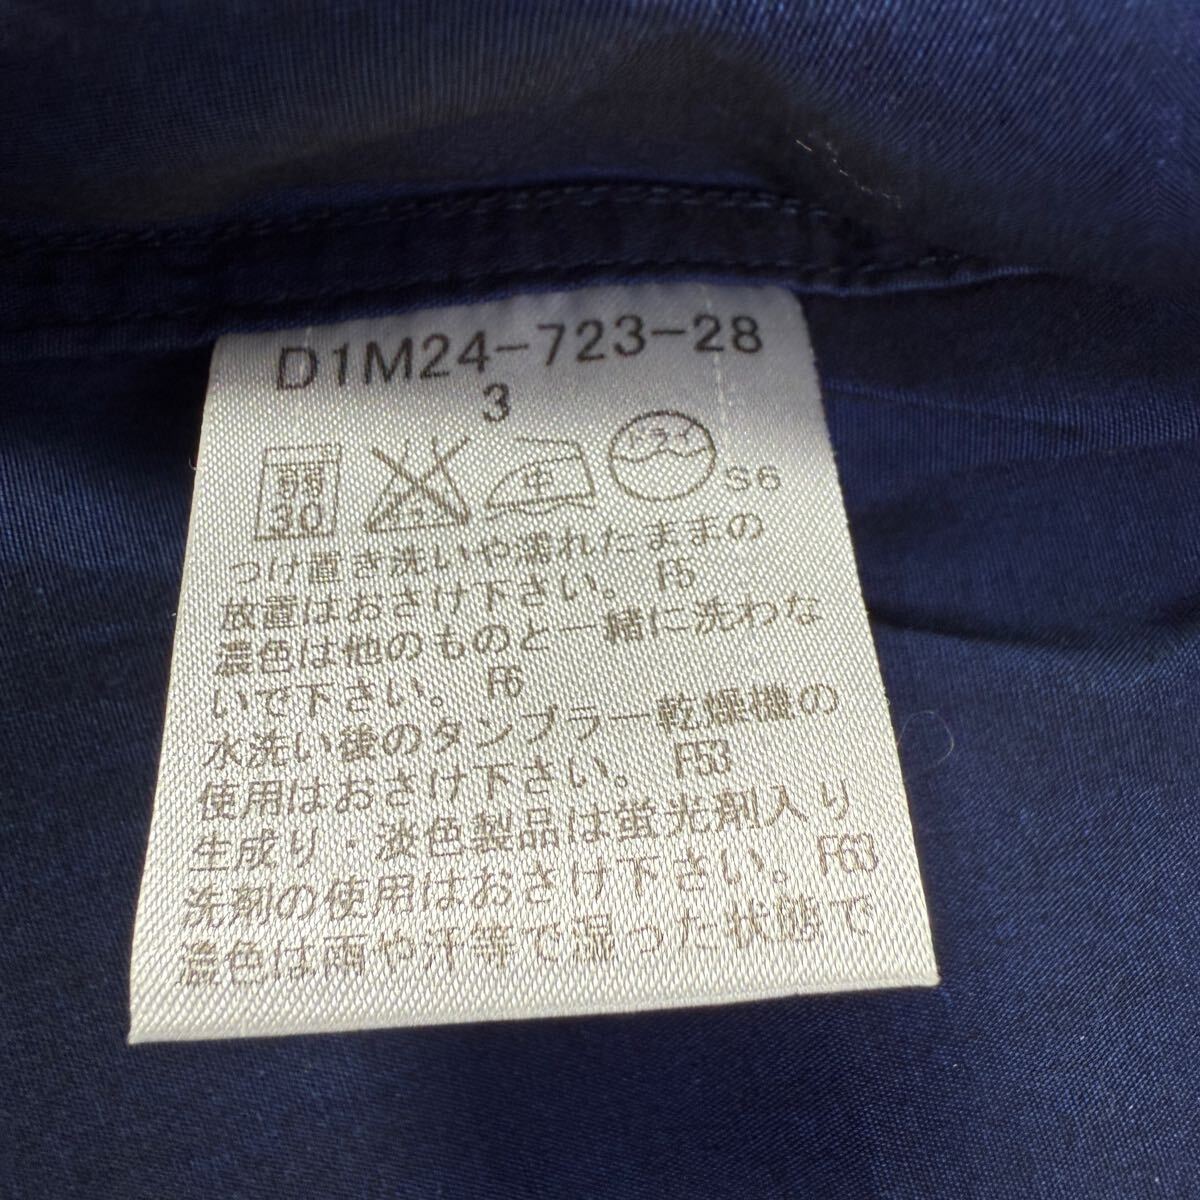 D1M24-723-28
3
弱
30
中
ドライ
S6
つけ置き洗いや濡れたままの
放置はおさけ下さい。 F5
濃色は他のものと一緒に洗わな
いで下さい。 F6
水洗い後のタンブラー乾燥機の
使用はおさけ下さい。 F53
生成り・淡色製品は蛍光剤入り
洗剤の使用はおさけ下さい。 F63
濃色は雨や汗等で湿った状態で